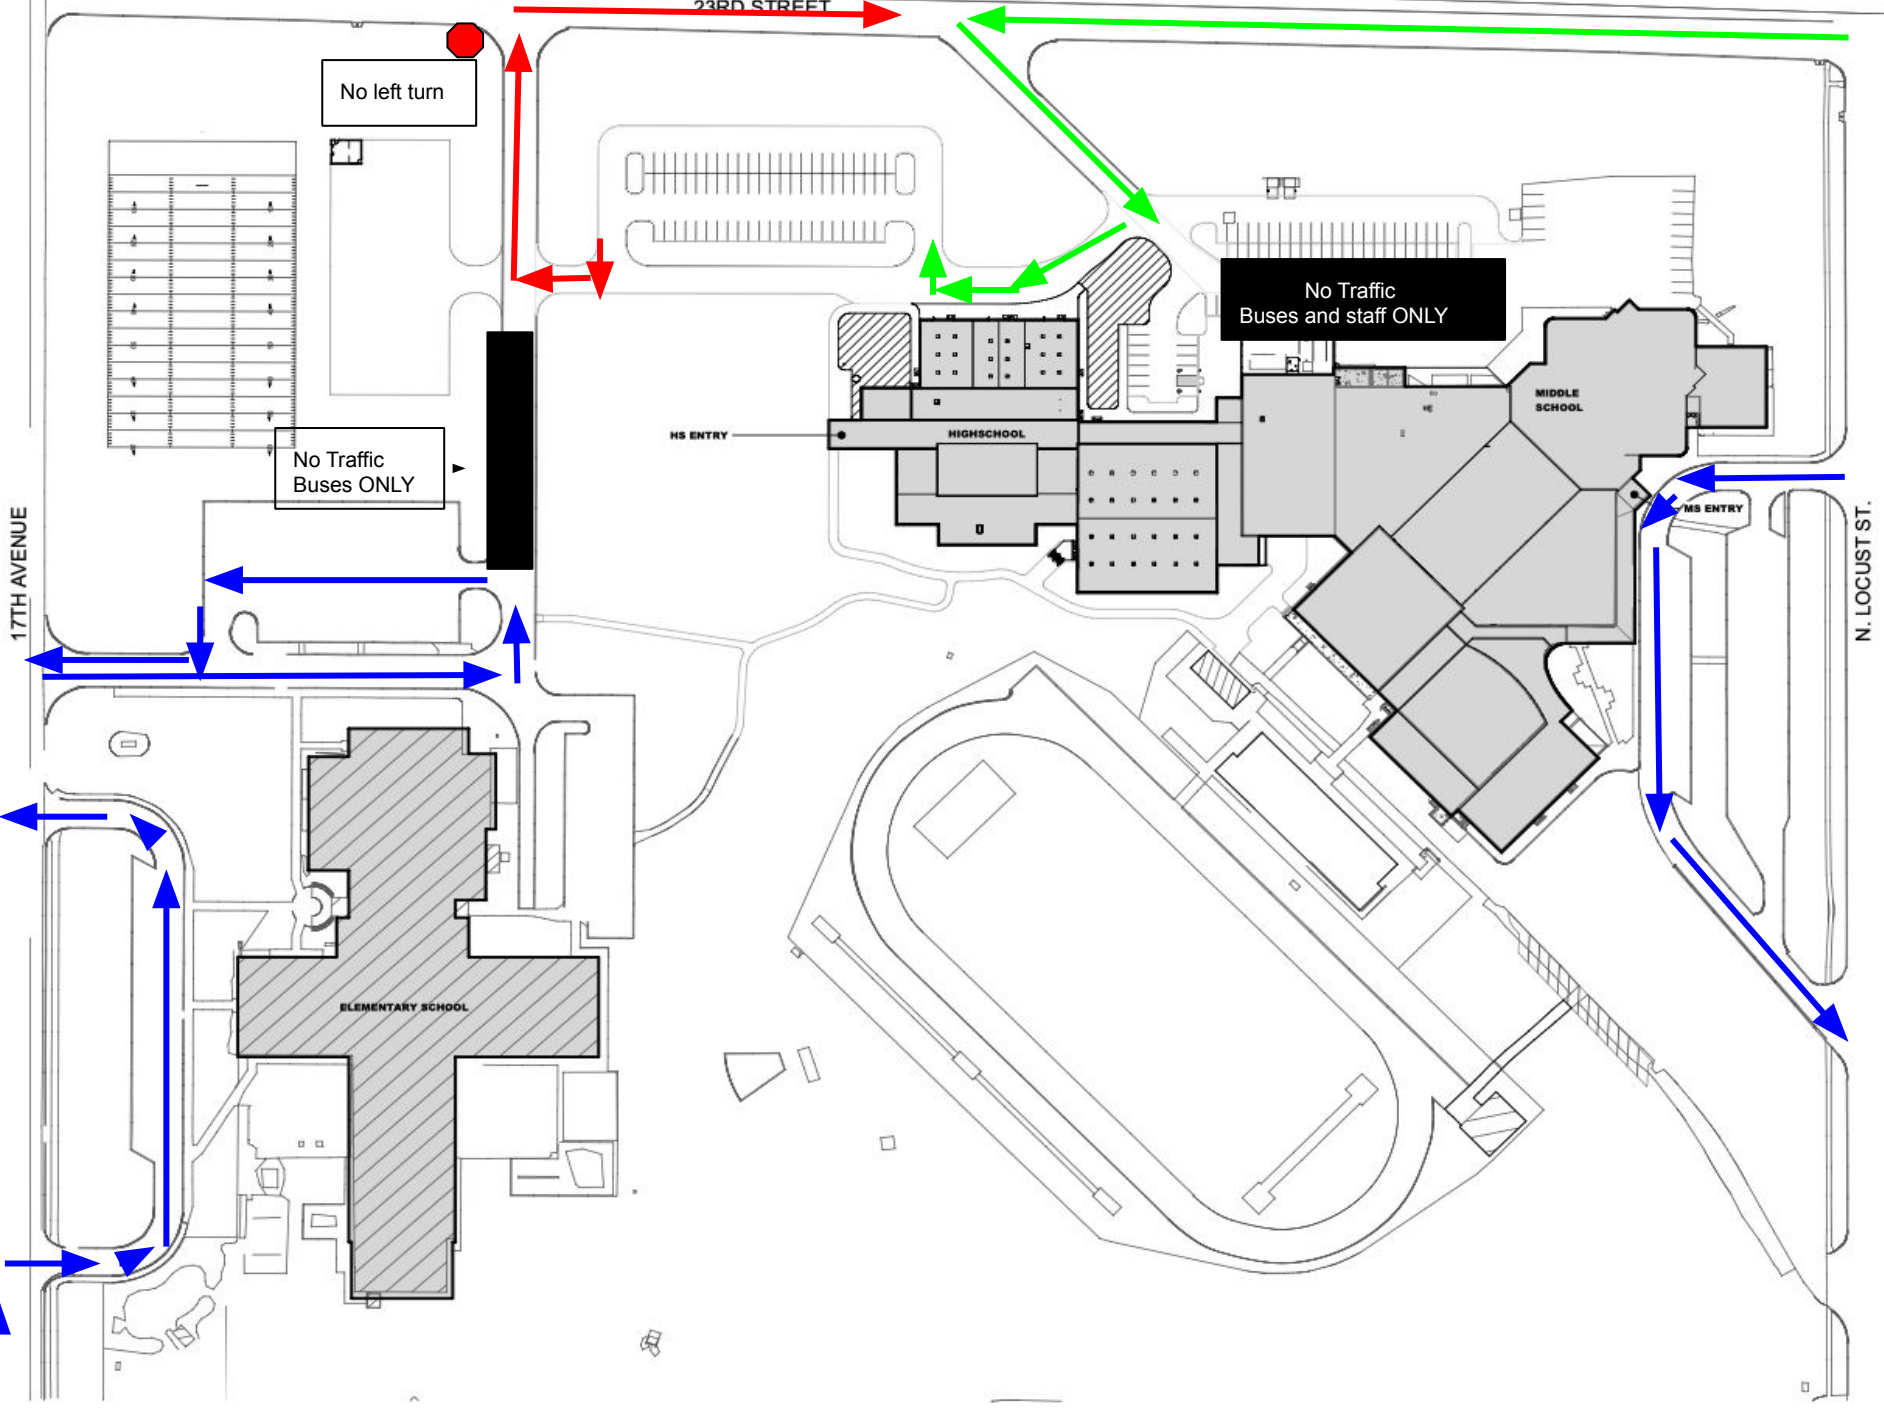 23RD STREET
No left turn
No Traffic
Buses and staff ONLY
MIDDLE
SCHOOL
HS ENTRY
HIGHSCHOOL
No Traffic
Buses ONLY
MS ENTRY
17TH AVENUE
N. LOCUST ST.
ELEMENTARY SCHOOL